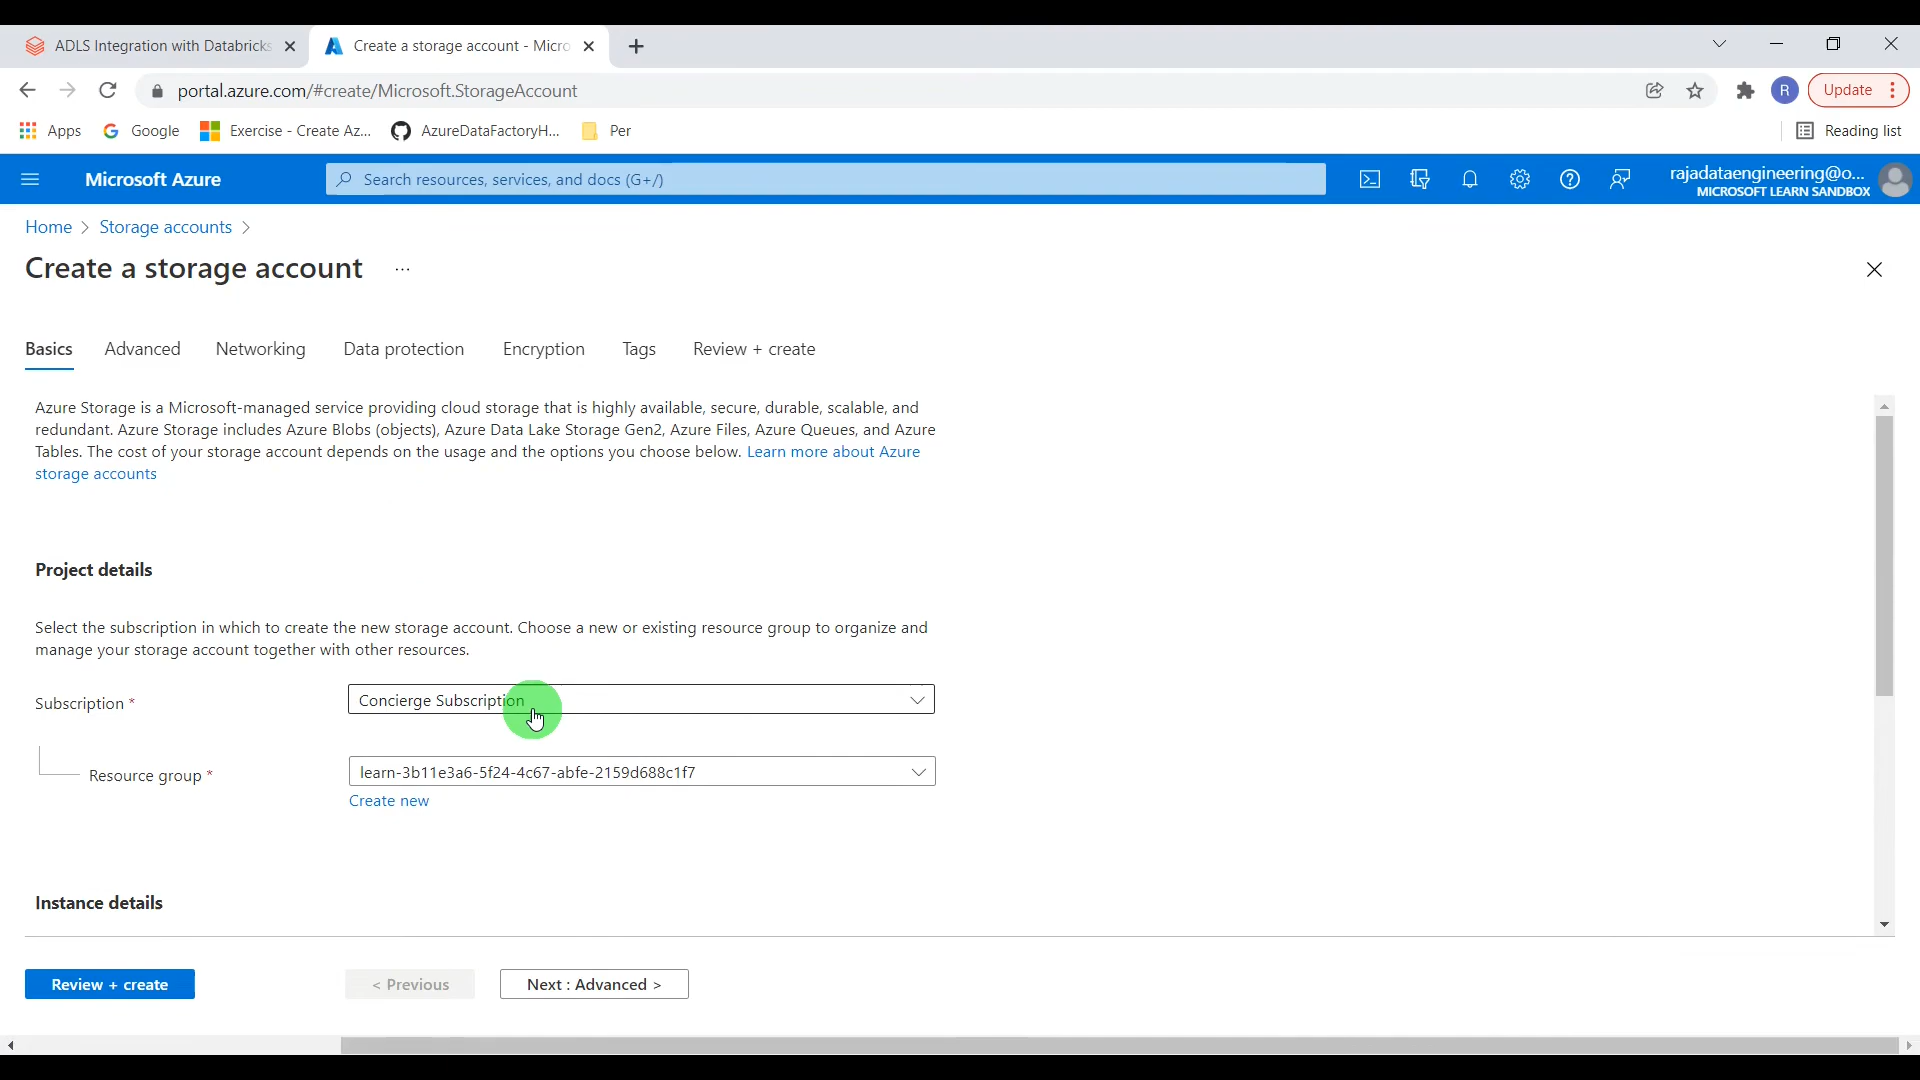 ADLS Integration with Databricks
Create a storage account - Micro
portal.azure.com/#create/Microsoft.StorageAccount
R
Update
Apps
Google
Exercise - Create Az...
AzureDataFactoryH...
Per
Reading list
Microsoft Azure
Search resources, services, and docs (G+/)
rajadataengineering@o...
MICROSOFT LEARN SANDBOX
Home > Storage accounts >
Create a storage account ...
Basics
Advanced
Networking
Data protection
Encryption
Tags
Review + create
Azure Storage is a Microsoft-managed service providing cloud storage that is highly available, secure, durable, scalable, and
redundant. Azure Storage includes Azure Blobs (objects), Azure Data Lake Storage Gen2, Azure Files, Azure Queues, and Azure
Tables. The cost of your storage account depends on the usage and the options you choose below. Learn more about Azure
storage accounts
Project details
Select the subscription in which to create the new storage account. Choose a new or existing resource group to organize and
manage your storage account together with other resources.
Subscription *
Concierge Subscription
Resource group *
learn-3b11e3a6-5f24-4c67-abfe-2159d688c1f7
Create new
Instance details
Review + create
< Previous
Next : Advanced >